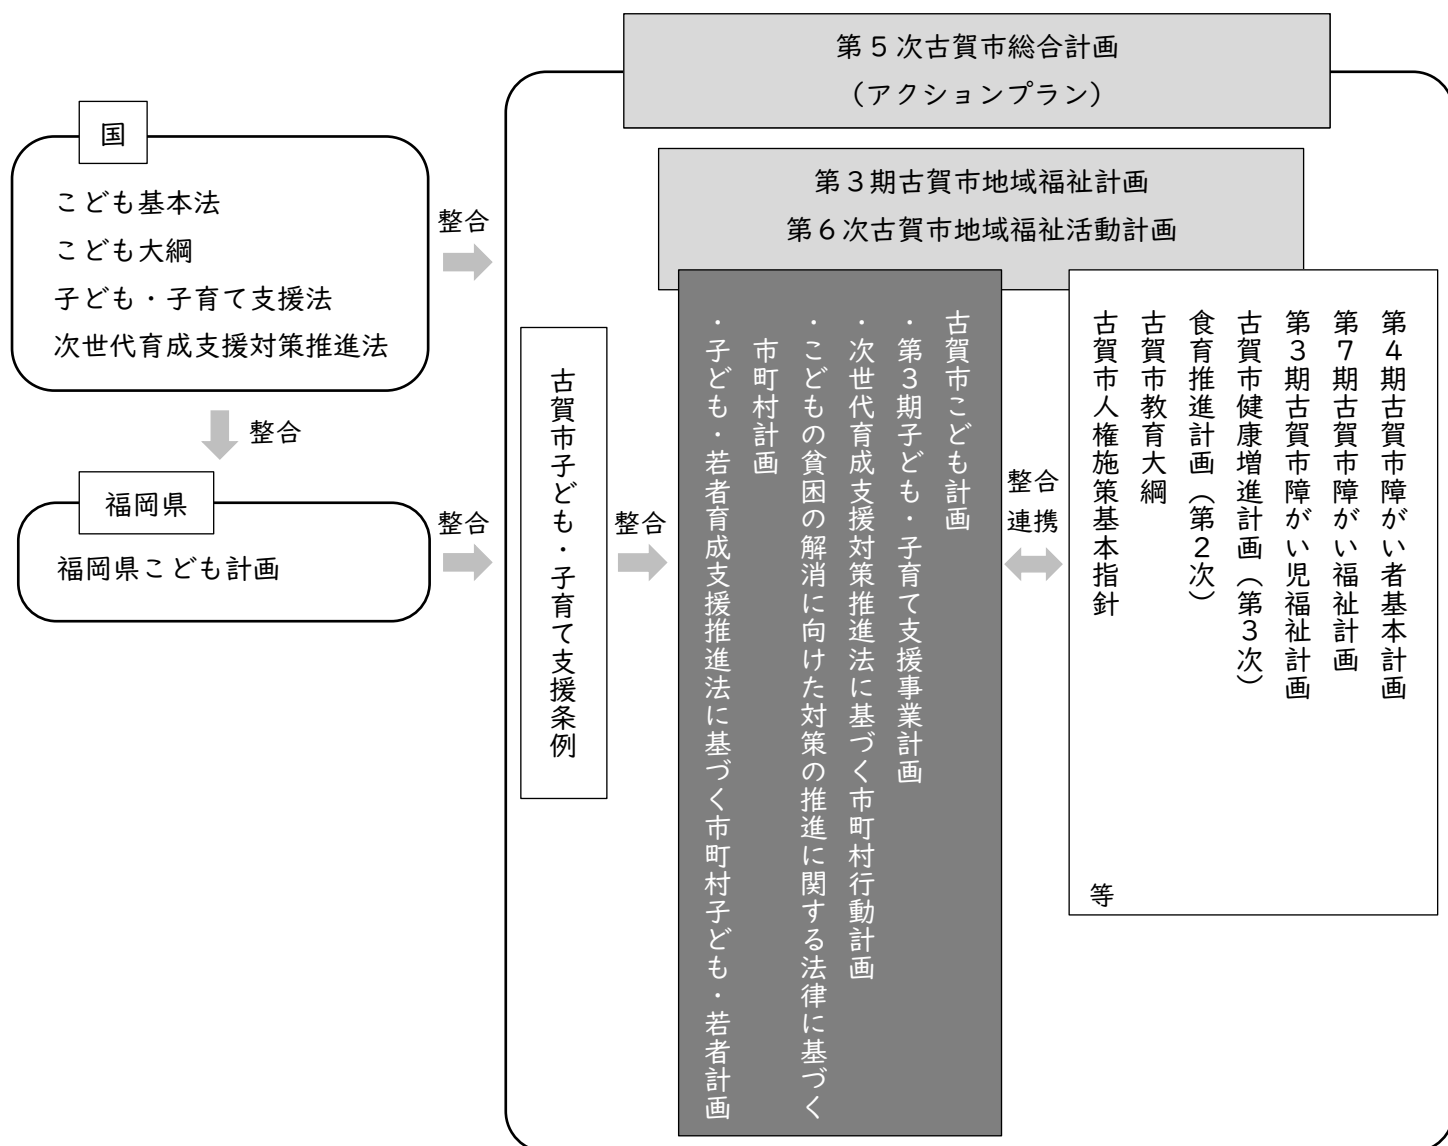 第5次古賀市総合計画
(アクションプラン)
国
こども基本法
こども大綱
子ども・子育て支援法
次世代育成支援対策推進法
整合
整合
福岡県
福岡県こども計画
整合
第3期古賀市地域福祉計画
第6次古賀市地域福祉活動計画
古賀市子ども・子育て支援条例
整合
古賀市こども計画
・第3期子ども・子育て支援事業計画
・次世代育成支援対策推進法に基づく市町村行動計画
・こどもの貧困の解消に向けた対策の推進に関する法律に基づく
市町村計画
・子ども・若者育成支援推進法に基づく市町村子ども・若者計画
整合
連携
第4期古賀市障がい者基本計画
第7期古賀市障がい福祉計画
第3期古賀市障がい児福祉計画
古賀市健康増進計画(第3次)
食育推進計画(第2次)
古賀市教育大綱
古賀市人権施策基本指針
等